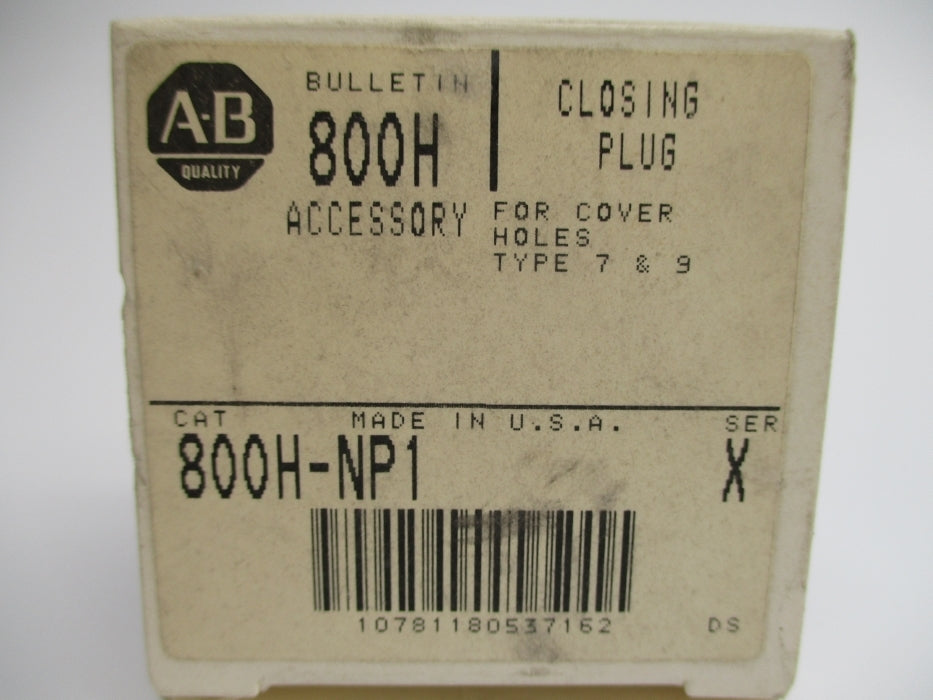 A-B
QUALITY
BULLETIN
800H
ACCESSORY
CLOSING
PLUG
FOR COVER
HOLES
TYPE 7 & 9
CAT MADE IN U.S.A. SER
800H-NP1 X
10781180537162 DS